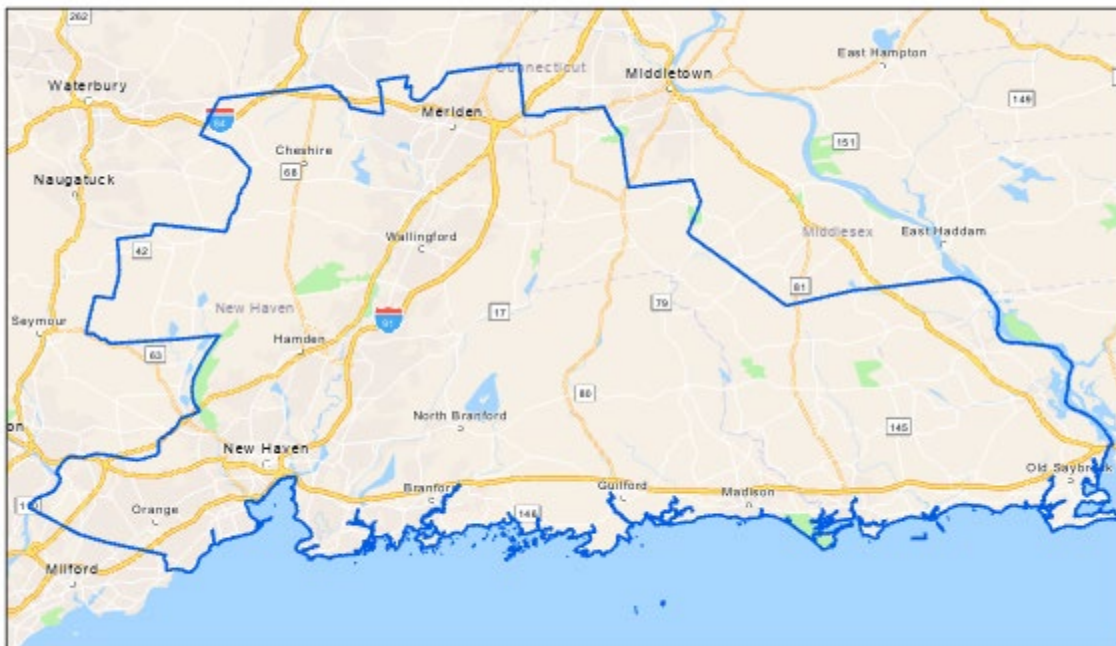 262
Connecticut
Middletown
East Hampton
Waterbury
149
84
Meriden
151
Cheshire
68
Naugatuck
Wallingford
Middlesex
East Haddam
42
81
New Haven
79
Seymour
17
91
Hamden
63
80
North Branford
145
on
New Haven
Old Saybrook
Branford
Guilford
Madison
Orange
146
Milford